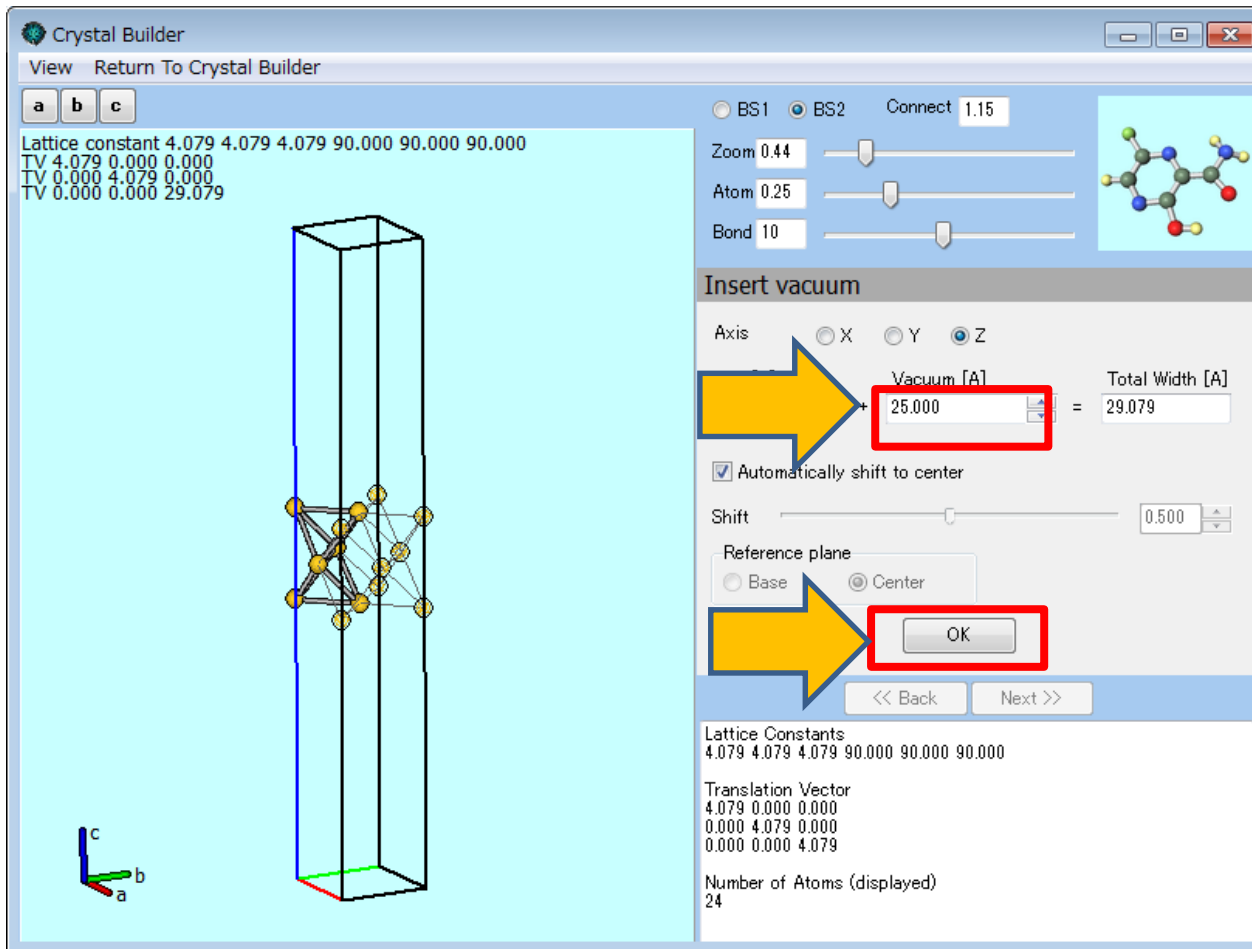 Crystal Builder
View Return To Crystal Builder
a b c
Lattice constant 4.079 4.079 4.079 90.000 90.000 90.000
TV 4.079 0.000 0.000
TV 0.000 4.079 0.000
TV 0.000 0.000 29.079
c
b
a
BS1 BS2 Connect 1.15
Zoom 0.44
Atom 0.25
Bond 10
Insert vacuum
Axis X Y Z
Vacuum [A] Total Width [A]
+ 25.000 = 29.079
Automatically shift to center
Shift 0.500
Reference plane
Base Center
OK
<< Back Next >>
Lattice Constants
4.079 4.079 4.079 90.000 90.000 90.000
Translation Vector
4.079 0.000 0.000
0.000 4.079 0.000
0.000 0.000 4.079
Number of Atoms (displayed)
24